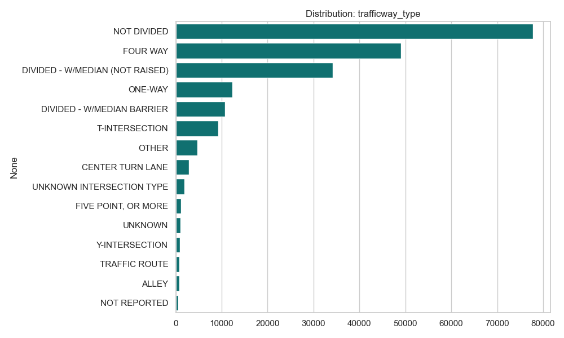 Distribution: trafficway_type
NOT DIVIDED
FOUR WAY
DIVIDED - W/MEDIAN (NOT RAISED)
ONE-WAY
DIVIDED - W/MEDIAN BARRIER
T-INTERSECTION
OTHER
CENTER TURN LANE
UNKNOWN INTERSECTION TYPE
FIVE POINT, OR MORE
UNKNOWN
Y-INTERSECTION
TRAFFIC ROUTE
ALLEY
NOT REPORTED
None
0 10000 20000 30000 40000 50000 60000 70000 80000